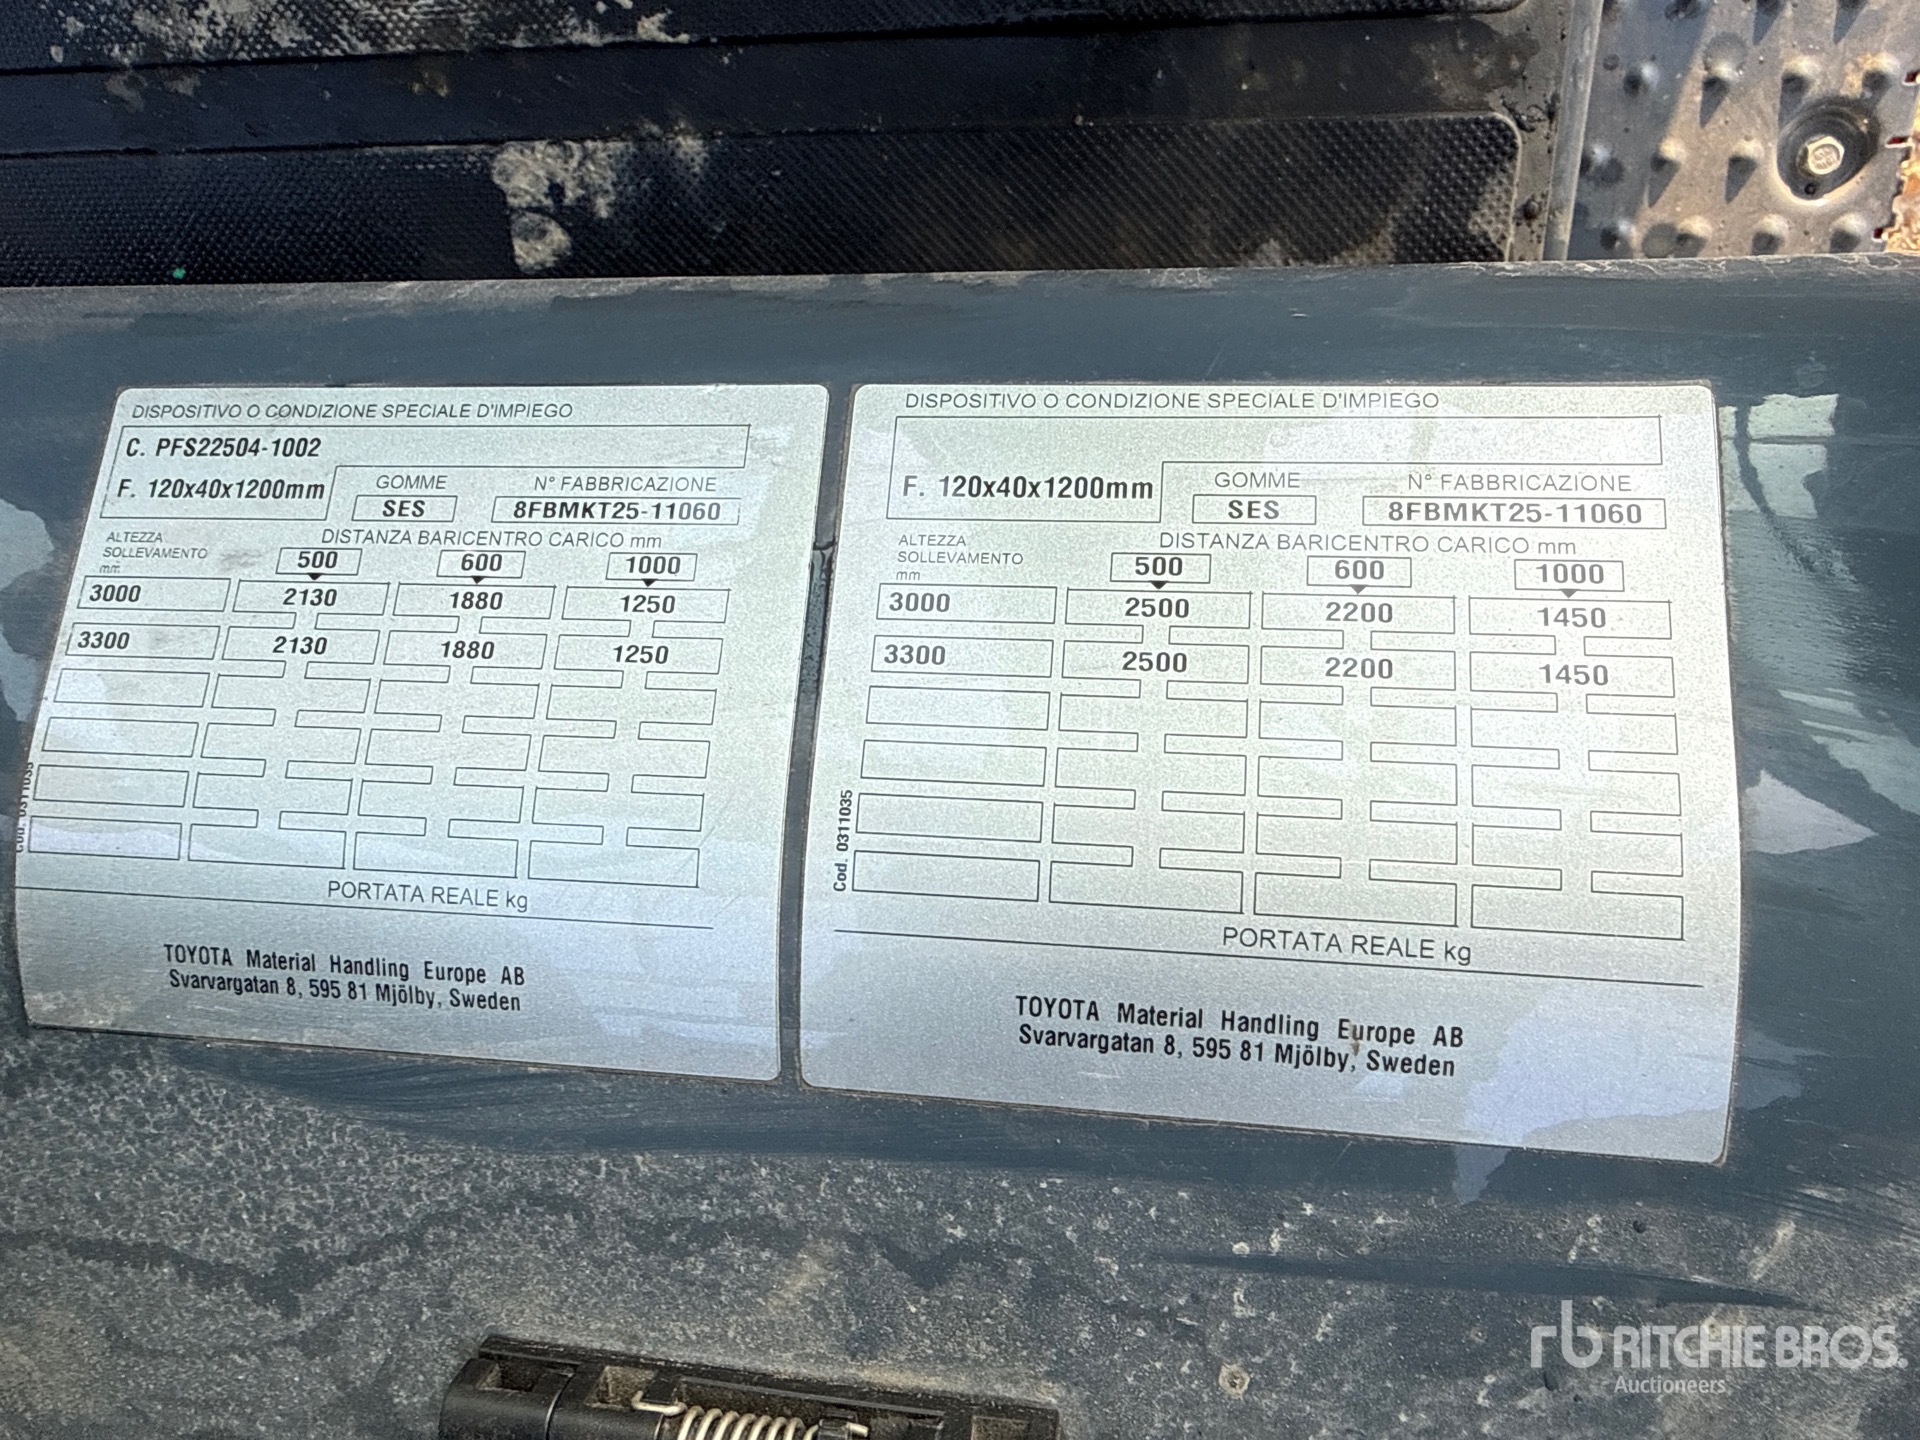 DISPOSITIVO O CONDIZIONE SPECIALE D'IMPIEGO
C. PFS22504-1002
F. 120x40x1200mm
GOMME
SES
N° FABBRICAZIONE
8FBMKT25-11060
ALTEZZA
SOLLEVAMENTO
mm
DISTANZA BARICENTRO CARICO mm
500 600 1000
3000 2130 1880 1250
3300 2130 1880 1250
Cod. 0311035
PORTATA REALE kg
TOYOTA Material Handling Europe AB
Svarvargatan 8, 595 81 Mjölby, Sweden
DISPOSITIVO O CONDIZIONE SPECIALE D'IMPIEGO
F. 120x40x1200mm
GOMME
SES
N° FABBRICAZIONE
8FBMKT25-11060
ALTEZZA
SOLLEVAMENTO
mm
DISTANZA BARICENTRO CARICO mm
500 600 1000
3000 2500 2200 1450
3300 2500 2200 1450
Cod. 0311035
PORTATA REALE kg
TOYOTA Material Handling Europe AB
Svarvargatan 8, 595 81 Mjölby, Sweden
rb RITCHIE BROS.
Auctioneers